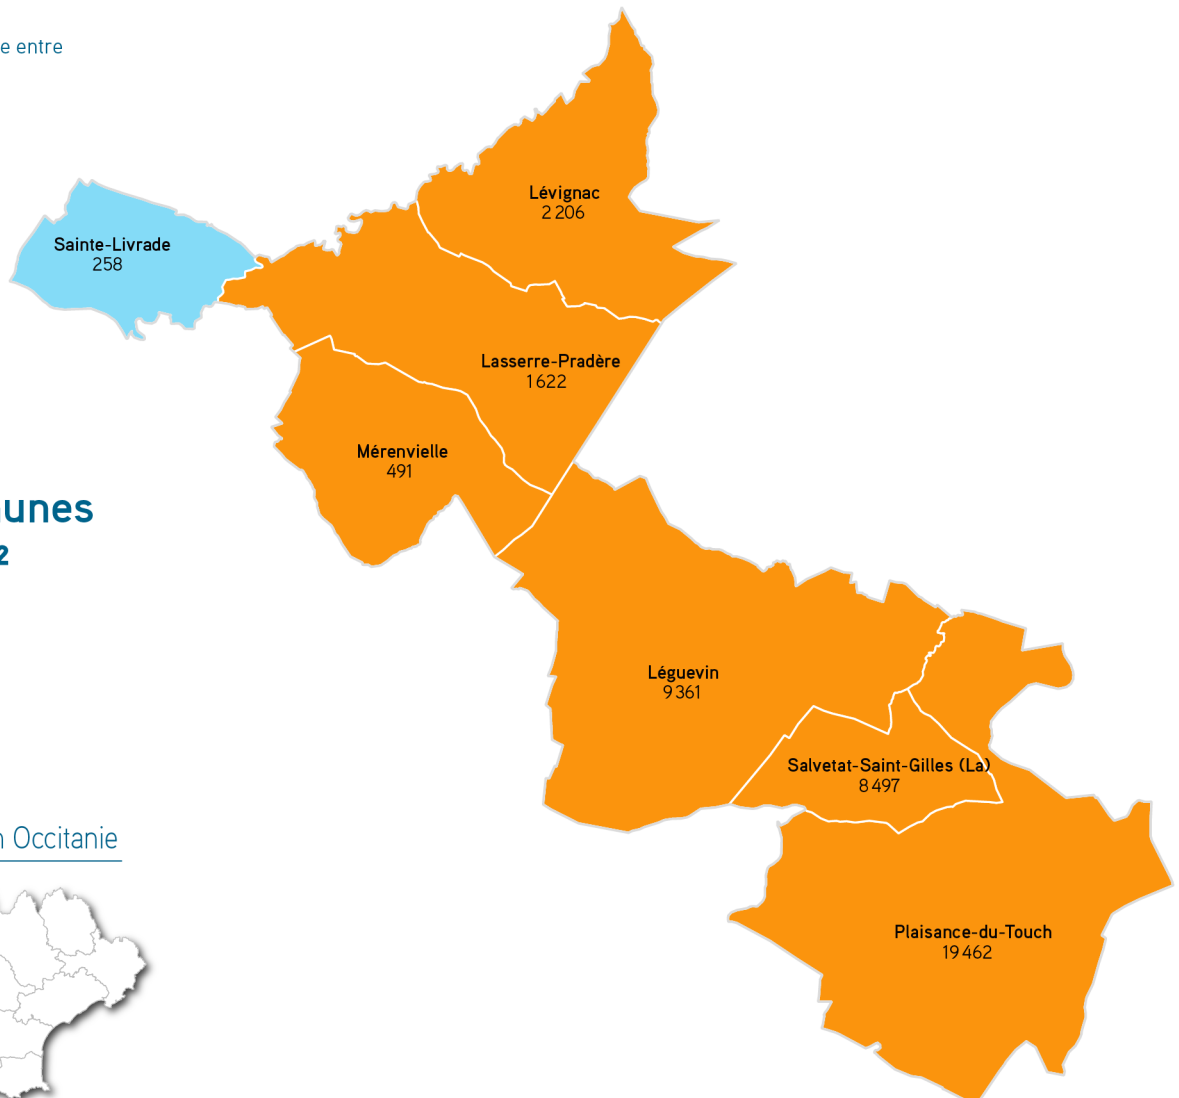 e entre
Lévignac
2 206
Sainte-Livrade
258
Lasserre-Pradère
1 622
Mérenvielle
491
unes
2
Léguevin
9 361
Salvetat-Saint-Gilles (La)
8 497
n Occitanie
Plaisance-du-Touch
19 462